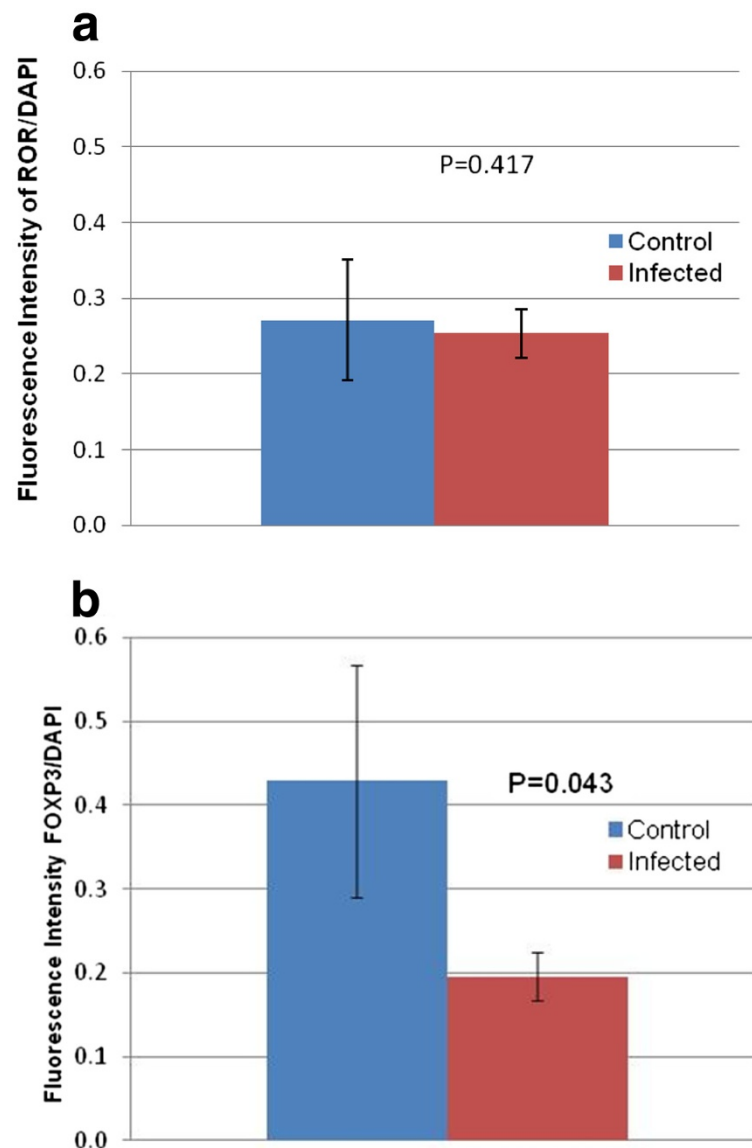 a
Fluorescence Intensity of ROR/DAPI
0.6
0.5
P=0.417
0.4
Control
0.3
Infected
0.2
0.1
0.0
b
Fluorescence Intensity FOXP3/DAPI
0.6
0.5
P=0.043
0.4
Control
Infected
0.3
0.2
0.1
0.0